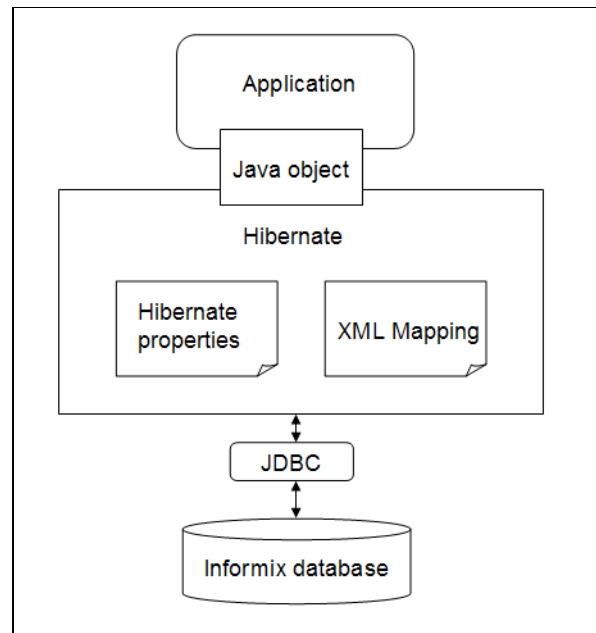 Application
Java object
Hibernate
Hibernate
properties
XML Mapping
JDBC
Informix database